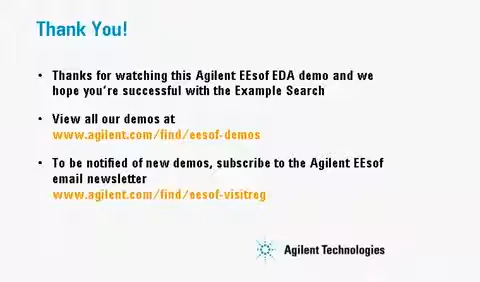 Thank You!
• Thanks for watching this Agilent EEsof EDA demo and we
hope you're successful with the Example Search
• View all our demos at
www.agilent.com/find/eesof-demos
• To be notified of new demos, subscribe to the Agilent EEsof
email newsletter
www.agilent.com/find/eesof-visitreg
Agilent Technologies